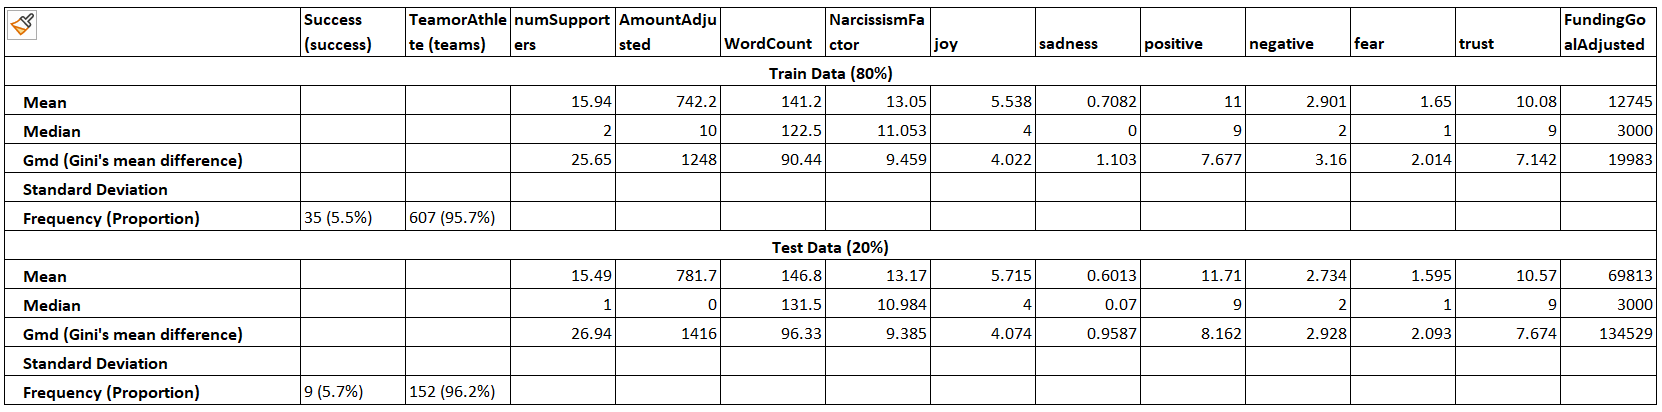 Success (success) TeamorAthlete (teams) numSupporters AmountAdjusted WordCount NarcissismFactor joy sadness positive negative fear trust FundingGoalAdjusted
Train Data (80%)
Mean 15.94 742.2 141.2 13.05 5.538 0.7082 11 2.901 1.65 10.08 12745
Median 2 10 122.5 11.053 4 0 9 2 1 9 3000
Gmd (Gini's mean difference) 25.65 1248 90.44 9.459 4.022 1.103 7.677 3.16 2.014 7.142 19983
Standard Deviation
Frequency (Proportion) 35 (5.5%) 607 (95.7%)
Test Data (20%)
Mean 15.49 781.7 146.8 13.17 5.715 0.6013 11.71 2.734 1.595 10.57 69813
Median 1 0 131.5 10.984 4 0.07 9 2 1 9 3000
Gmd (Gini's mean difference) 26.94 1416 96.33 9.385 4.074 0.9587 8.162 2.928 2.093 7.674 134529
Standard Deviation
Frequency (Proportion) 9 (5.7%) 152 (96.2%)